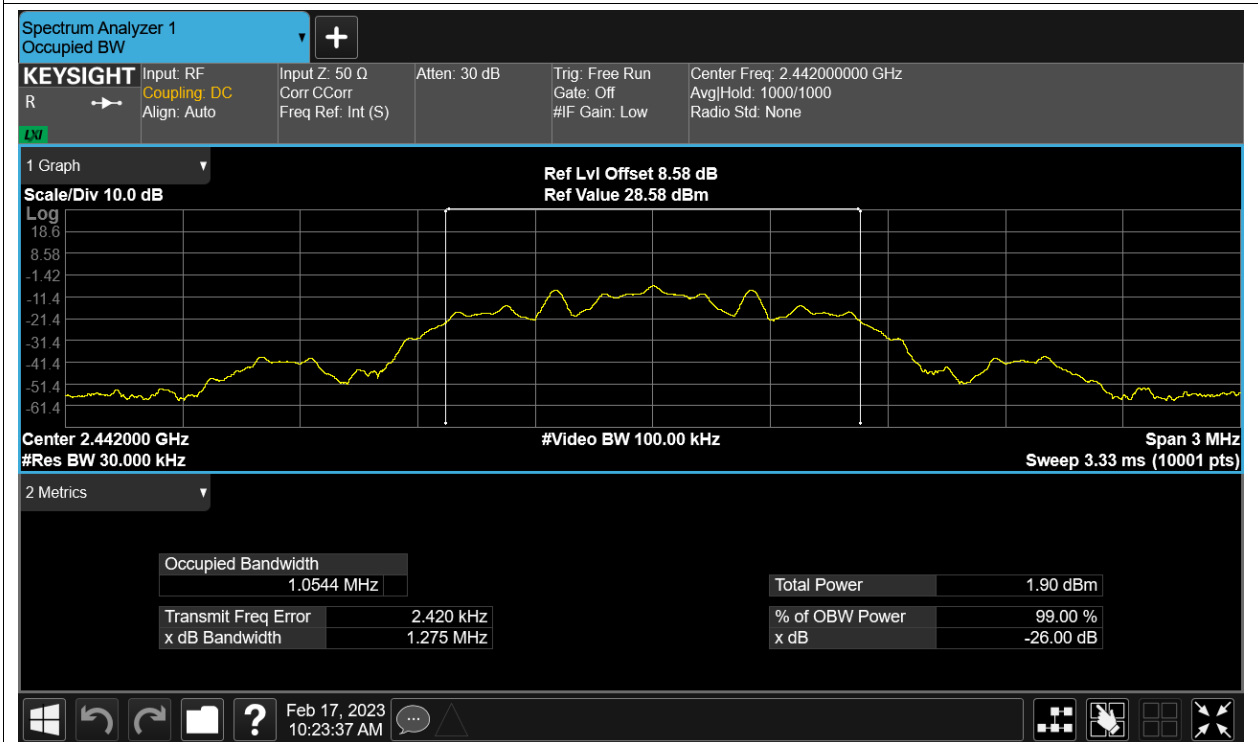 Spectrum Analyzer 1
Occupied BW
KEYSIGHT
R
LXI
Input: RF
Coupling: DC
Align: Auto
Input Z: 50 Ω
Corr CCorr
Freq Ref: Int (S)
Atten: 30 dB
Trig: Free Run
Gate: Off
#IF Gain: Low
Center Freq: 2.442000000 GHz
Avg|Hold: 1000/1000
Radio Std: None
1 Graph
Scale/Div 10.0 dB
Ref Lvl Offset 8.58 dB
Ref Value 28.58 dBm
Log
18.6
8.58
-1.42
-11.4
-21.4
-31.4
-41.4
-51.4
-61.4
Center 2.442000 GHz
#Res BW 30.000 kHz
#Video BW 100.00 kHz
Span 3 MHz
Sweep 3.33 ms (10001 pts)
2 Metrics
Occupied Bandwidth
1.0544 MHz
Transmit Freq Error 2.420 kHz
x dB Bandwidth 1.275 MHz
Total Power 1.90 dBm
% of OBW Power 99.00 %
x dB -26.00 dB
?
Feb 17, 2023
10:23:37 AM